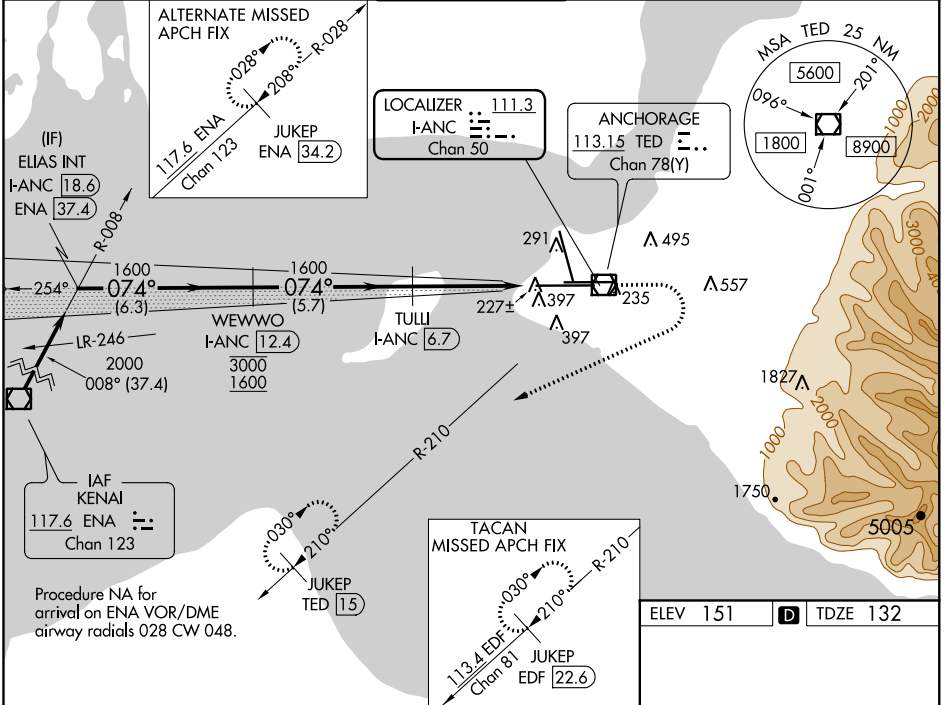 ALTERNATE MISSED
APCH FIX
028°
208°
R-028
117.6 ENA
Chan 123
JUKEP
ENA 34.2
LOCALIZER 111.3
I-ANC
Chan 50
ANCHORAGE
113.15 TED
Chan 78(Y)
MSA TED 25 NM
5600
201°
096°
1800
8900
001°
1000
2000
(IF)
ELIAS INT
I-ANC 18.6
ENA 37.4
R-008
254°
1600
074°
(6.3)
1600
074°
(5.7)
WEWWO
I-ANC 12.4
3000
1600
TULLI
I-ANC 6.7
291
495
557
235
227±
397
397
3000
LR-246
2000
008° (37.4)
IAF
KENAI
117.6 ENA
Chan 123
R-210
1827
2000
1000
1750
5005
030°
210°
JUKEP
TED 15
Procedure NA for
arrival on ENA VOR/DME
airway radials 028 CW 048.
TACAN
MISSED APCH FIX
030°
210°
R-210
113.4 EDF
Chan 81
JUKEP
EDF 22.6
ELEV 151 D TDZE 132